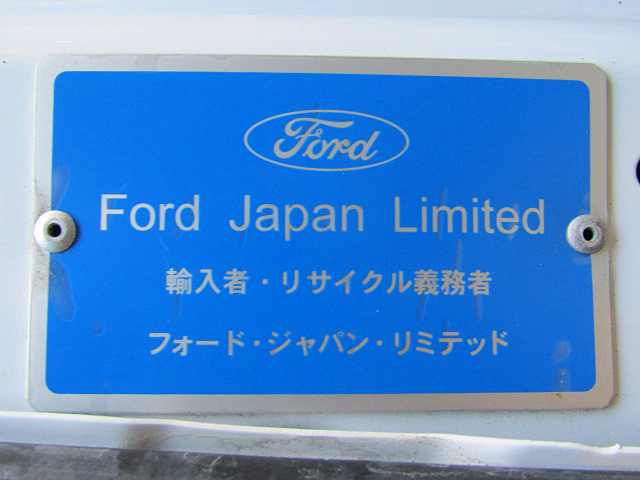 Ford
Ford Japan Limited
輸入者・リサイクル義務者
フォード・ジャパン・リミテッド